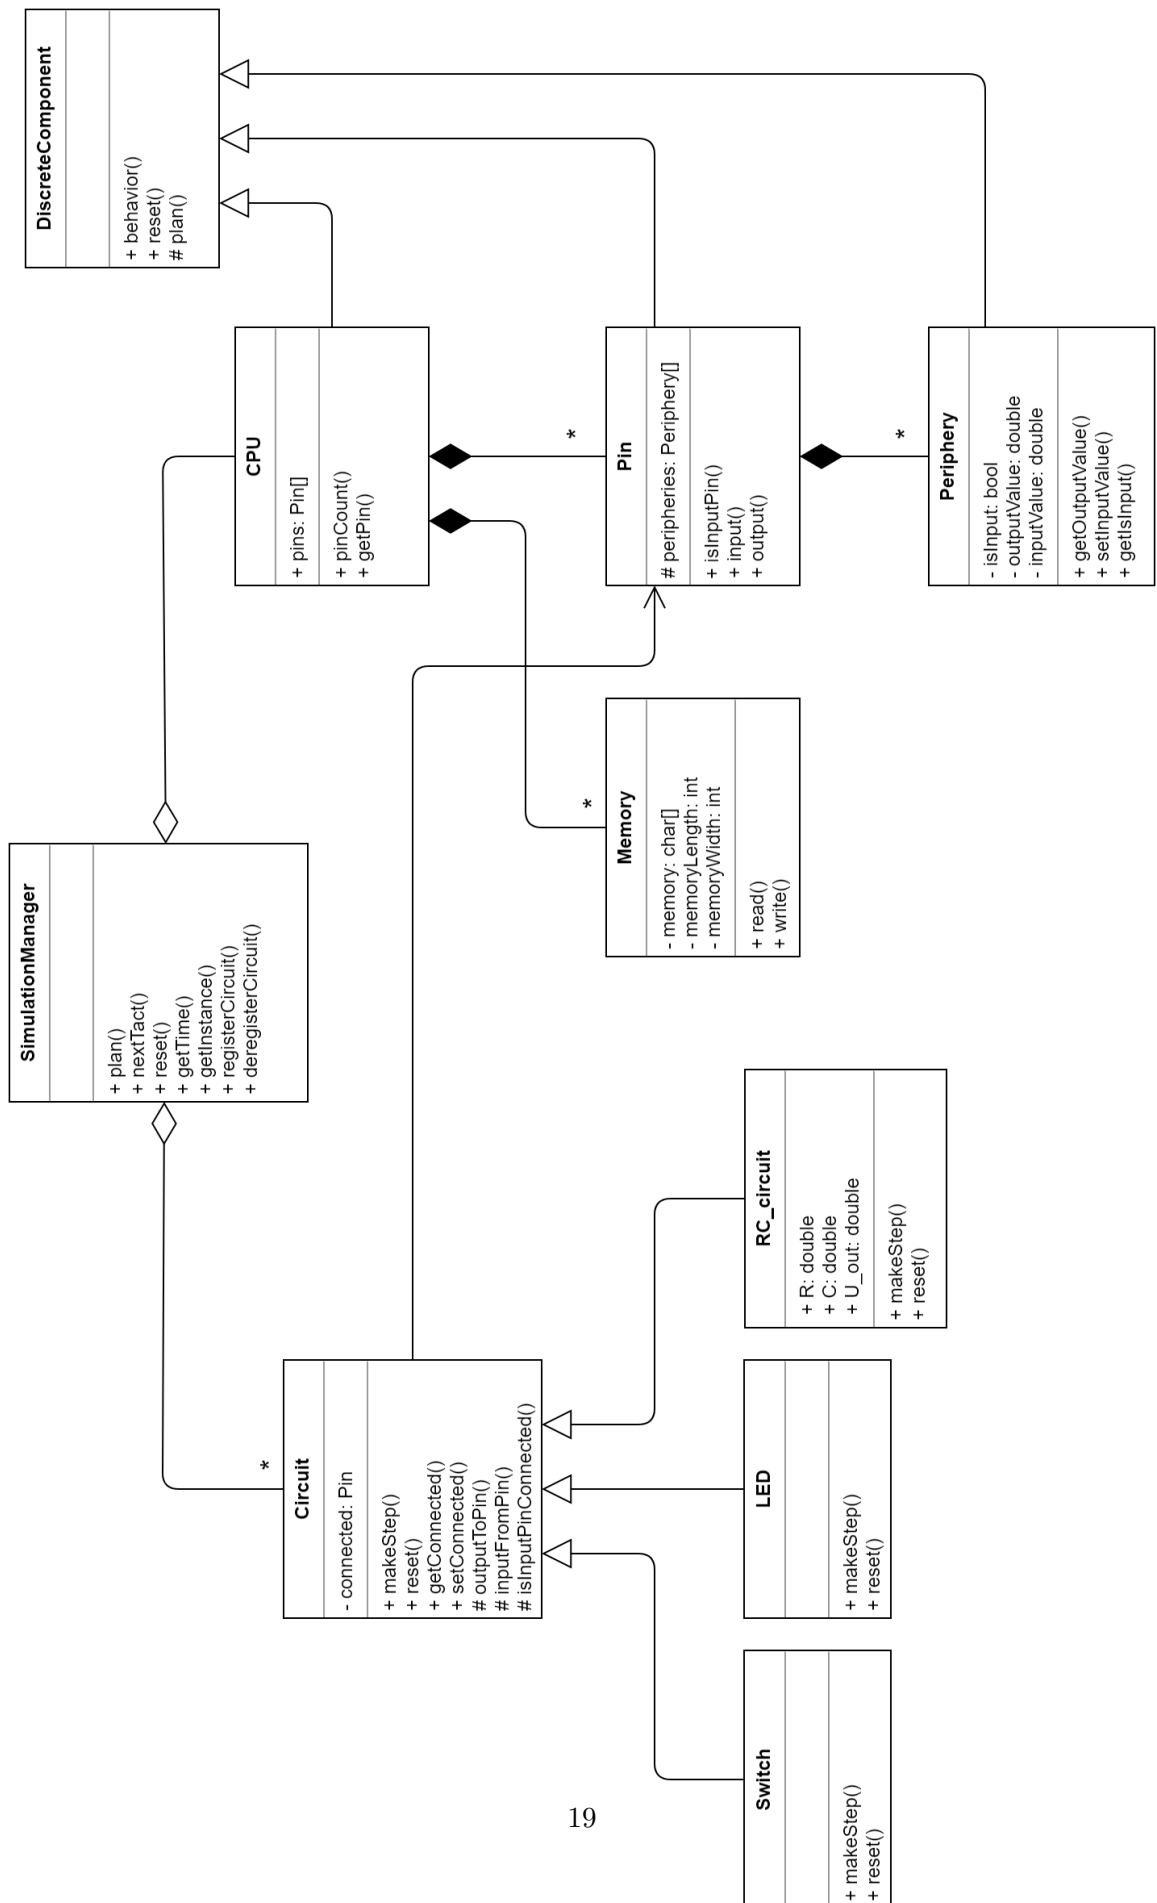 SimulationManager
+ plan()
+ nextTact()
+ reset()
+ getTime()
+ getInstance()
+ registerCircuit()
+ deregisterCircuit()
DiscreteComponent
+ behavior()
+ reset()
# plan()
*
Circuit
- connected: Pin
+ makeStep()
+ reset()
+ getConnected()
+ setConnected()
# outputToPin()
# inputFromPin()
# isInputPinConnected()
CPU
+ pins: Pin[]
+ pinCount()
+ getPin()
*
*
Memory
- memory: char[]
- memoryLength: int
- memoryWidth: int
+ read()
+ write()
Pin
# peripheries: Periphery[]
+ isInputPin()
+ input()
+ output()
*
Switch
+ makeStep()
+ reset()
LED
+ makeStep()
+ reset()
RC_circuit
+ R: double
+ C: double
+ U_out: double
+ makeStep()
+ reset()
Periphery
- isInput: bool
- outputValue: double
- inputValue: double
+ getOutputValue()
+ setInputValue()
+ getIsInput()
19